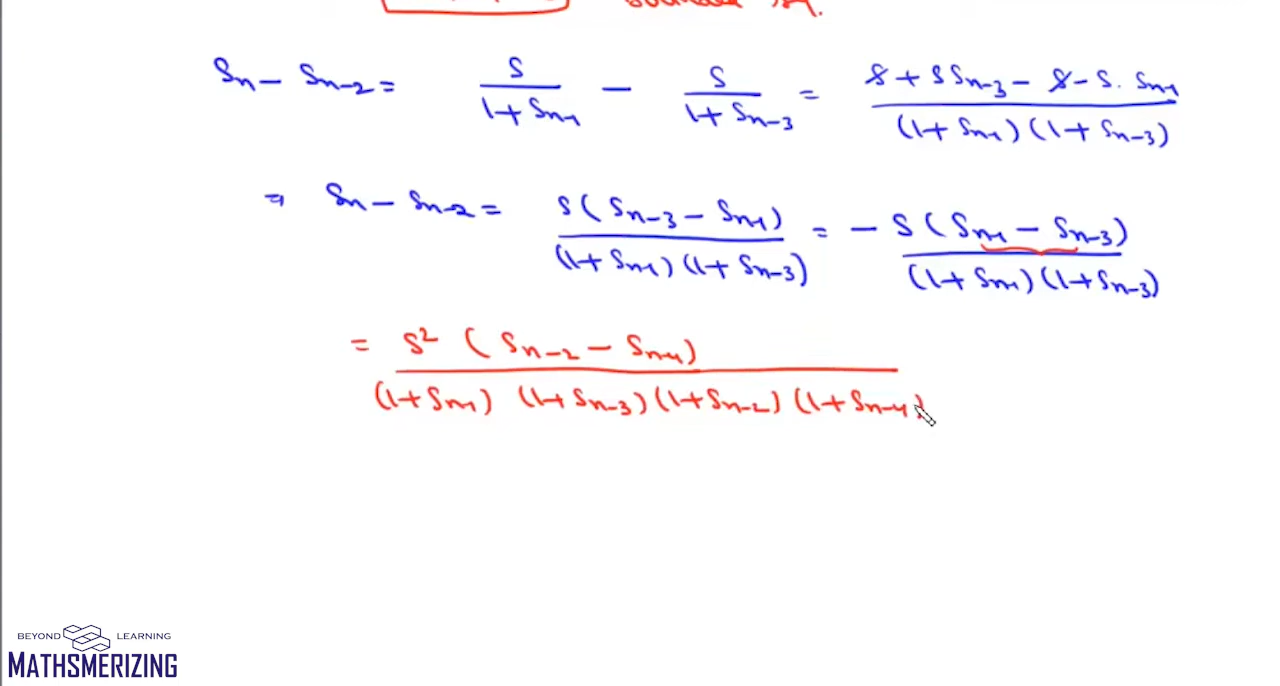 Sn − Sn-2 = S/(1+Sn-1) − S/(1+Sn-3) = (S + S Sn-3 − S − S. Sn-1)/((1+Sn-1)(1+Sn-3))
⇒ Sn − Sn-2 = S(Sn-3 − Sn-1)/((1+Sn-1)(1+Sn-3)) = − S(Sn-1 − Sn-3)/((1+Sn-1)(1+Sn-3))
= S² (Sn-2 − Sn-4)/((1+Sn-1)(1+Sn-3)(1+Sn-2)(1+Sn-4))
BEYOND LEARNING
MATHSMERIZING